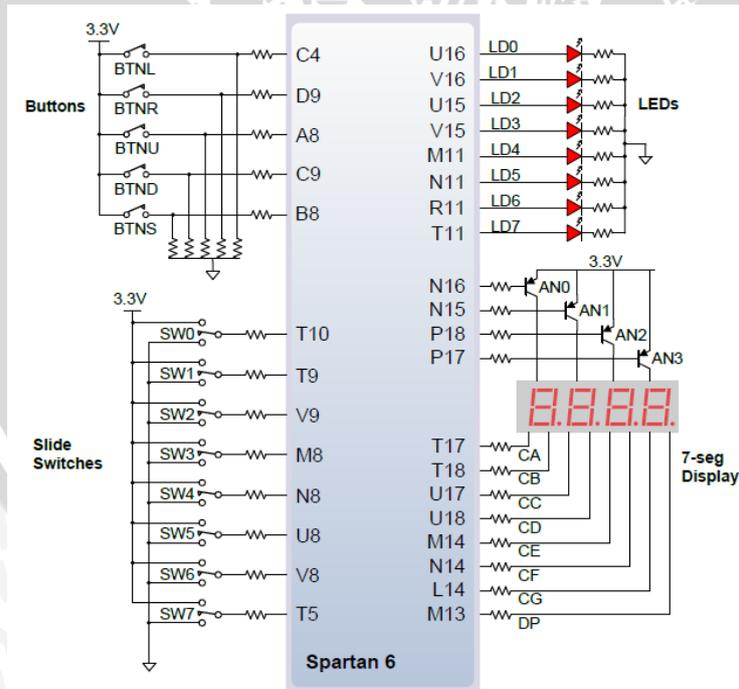 3.3V
BTNL
BTNR
BTNU
BTND
BTNS
Buttons
C4
D9
A8
C9
B8
3.3V
SW0
SW1
SW2
SW3
SW4
SW5
SW6
SW7
Slide
Switches
T10
T9
V9
M8
N8
U8
V8
T5
U16 LD0
V16 LD1
U15 LD2
V15 LD3
M11 LD4
N11 LD5
R11 LD6
T11 LD7
LEDs
3.3V
N16 AN0
N15 AN1
P18 AN2
P17 AN3
8.8.8.8.
T17 CA
T18 CB
U17 CC
U18 CD
M14 CE
N14 CF
L14 CG
M13 DP
7-seg
Display
Spartan 6